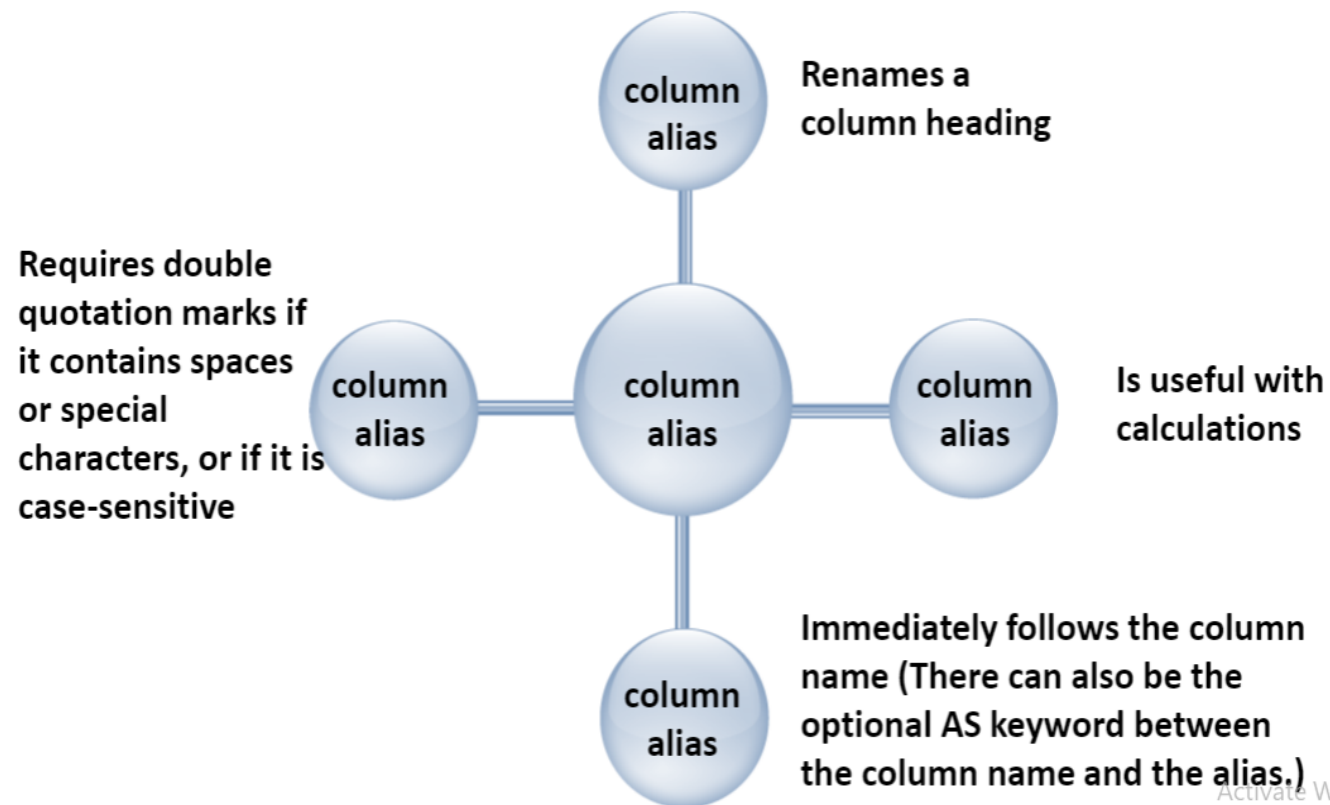 column
alias
Renames a
column heading
Requires double
quotation marks if
it contains spaces
or special
characters, or if it is
case-sensitive
column
alias
column
alias
column
alias
Is useful with
calculations
column
alias
Immediately follows the column
name (There can also be the
optional AS keyword between
the column name and the alias.)
Activate W